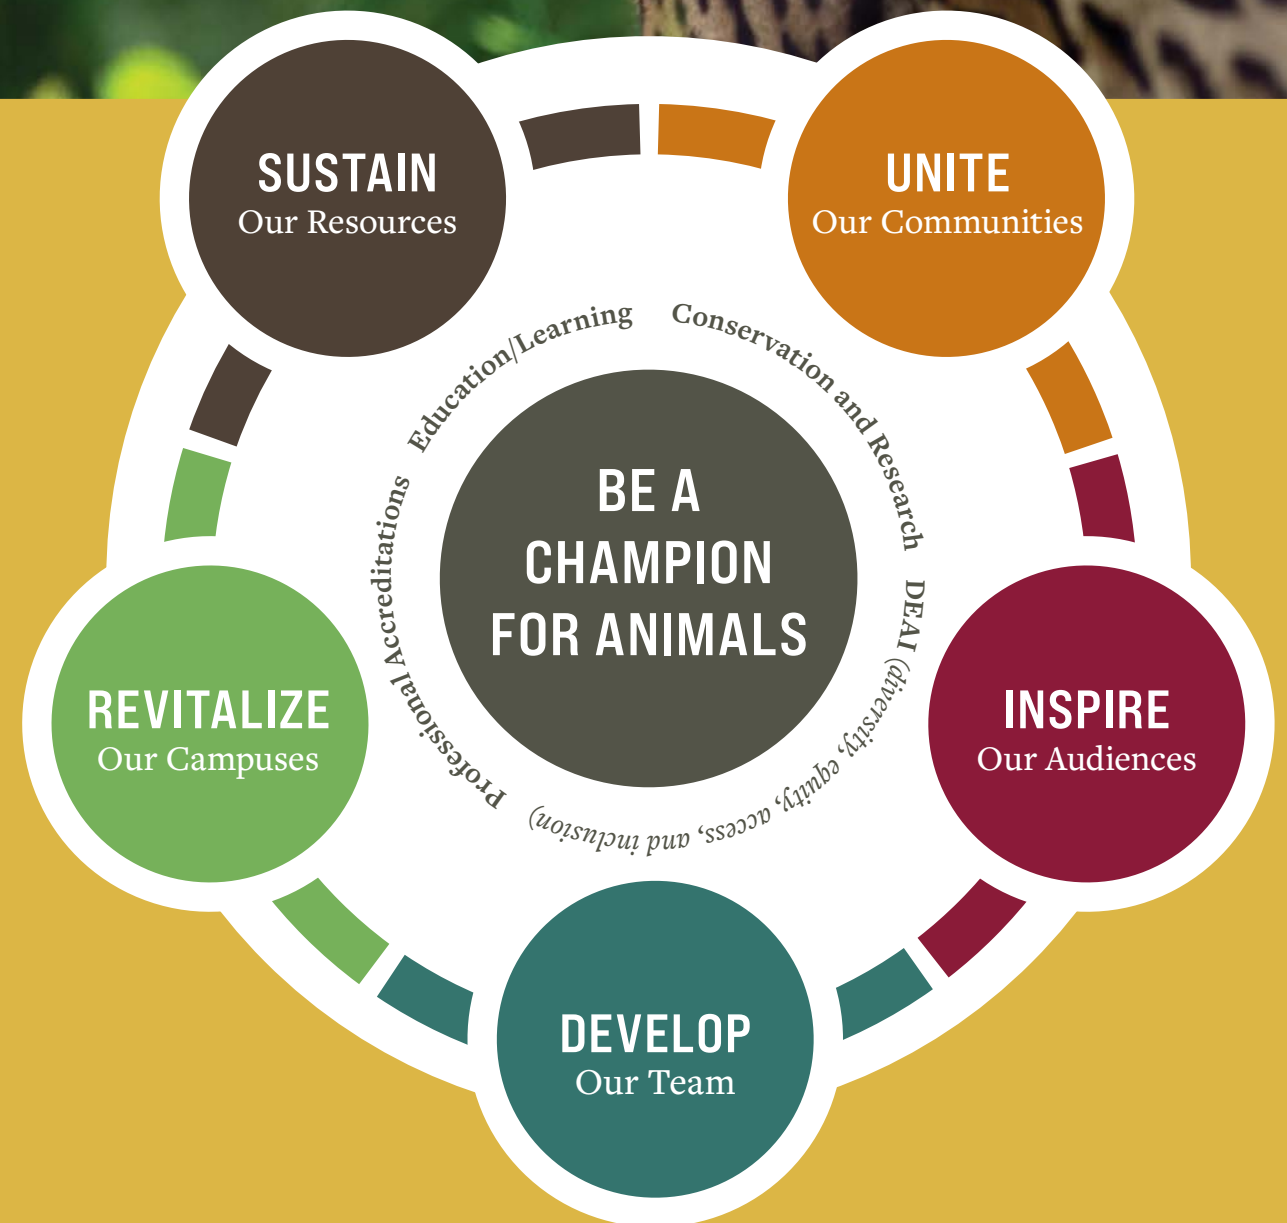 SUSTAIN
Our Resources
UNITE
Our Communities
Education/Learning
Conservation and Research
DEAI (diversity, equity, access, and inclusion)
Professional Accreditations
BE A
CHAMPION
FOR ANIMALS
REVITALIZE
Our Campuses
INSPIRE
Our Audiences
DEVELOP
Our Team